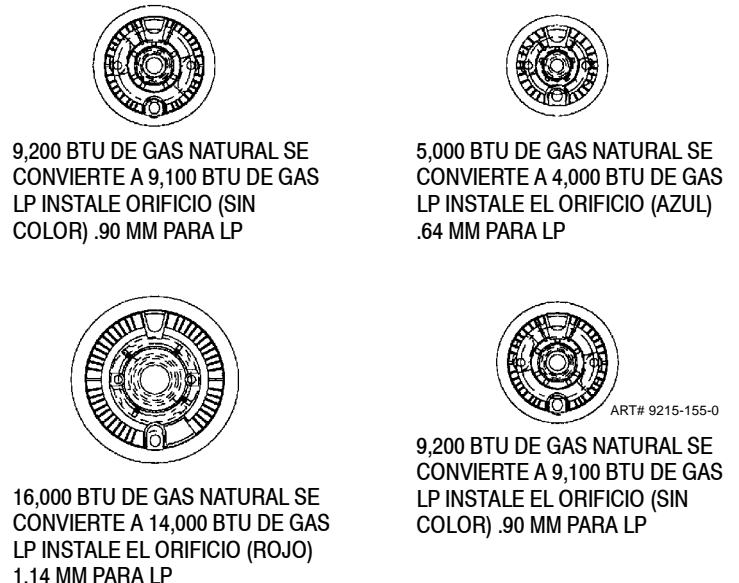 9,200 BTU DE GAS NATURAL SE
CONVIERTE A 9,100 BTU DE GAS
LP INSTALE ORIFICIO (SIN
COLOR) .90 MM PARA LP
5,000 BTU DE GAS NATURAL SE
CONVIERTE A 4,000 BTU DE GAS
LP INSTALE EL ORIFICIO (AZUL)
.64 MM PARA LP
16,000 BTU DE GAS NATURAL SE
CONVIERTE A 14,000 BTU DE GAS
LP INSTALE EL ORIFICIO (ROJO)
1.14 MM PARA LP
ART# 9215-155-0
9,200 BTU DE GAS NATURAL SE
CONVIERTE A 9,100 BTU DE GAS
LP INSTALE EL ORIFICIO (SIN
COLOR) .90 MM PARA LP